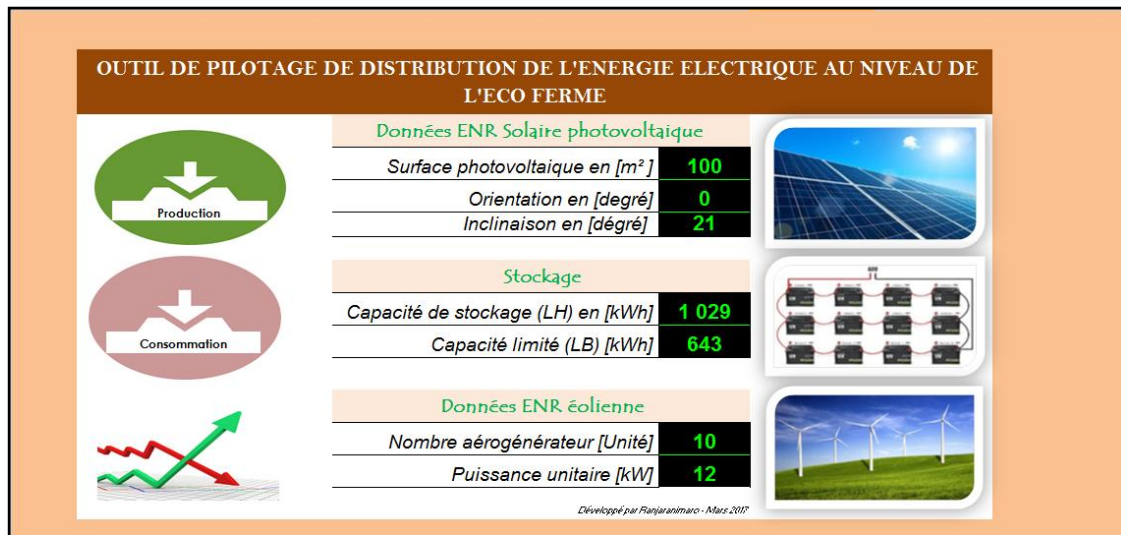 OUTIL DE PILOTAGE DE DISTRIBUTION DE L'ENERGIE ELECTRIQUE AU NIVEAU DE
L'ECO FERME
Production
Consommation
Données ENR Solaire photovoltaique
Surface photovoltaique en [m² ] 100
Orientation en [degré] 0
Inclinaison en [dégré] 21
Stockage
Capacité de stockage (LH) en [kWh] 1 029
Capacité limité (LB) [kWh] 643
Données ENR éolienne
Nombre aérogénérateur [Unité] 10
Puissance unitaire [kW] 12
Développé par Ranjaranimaro - Mars 2017